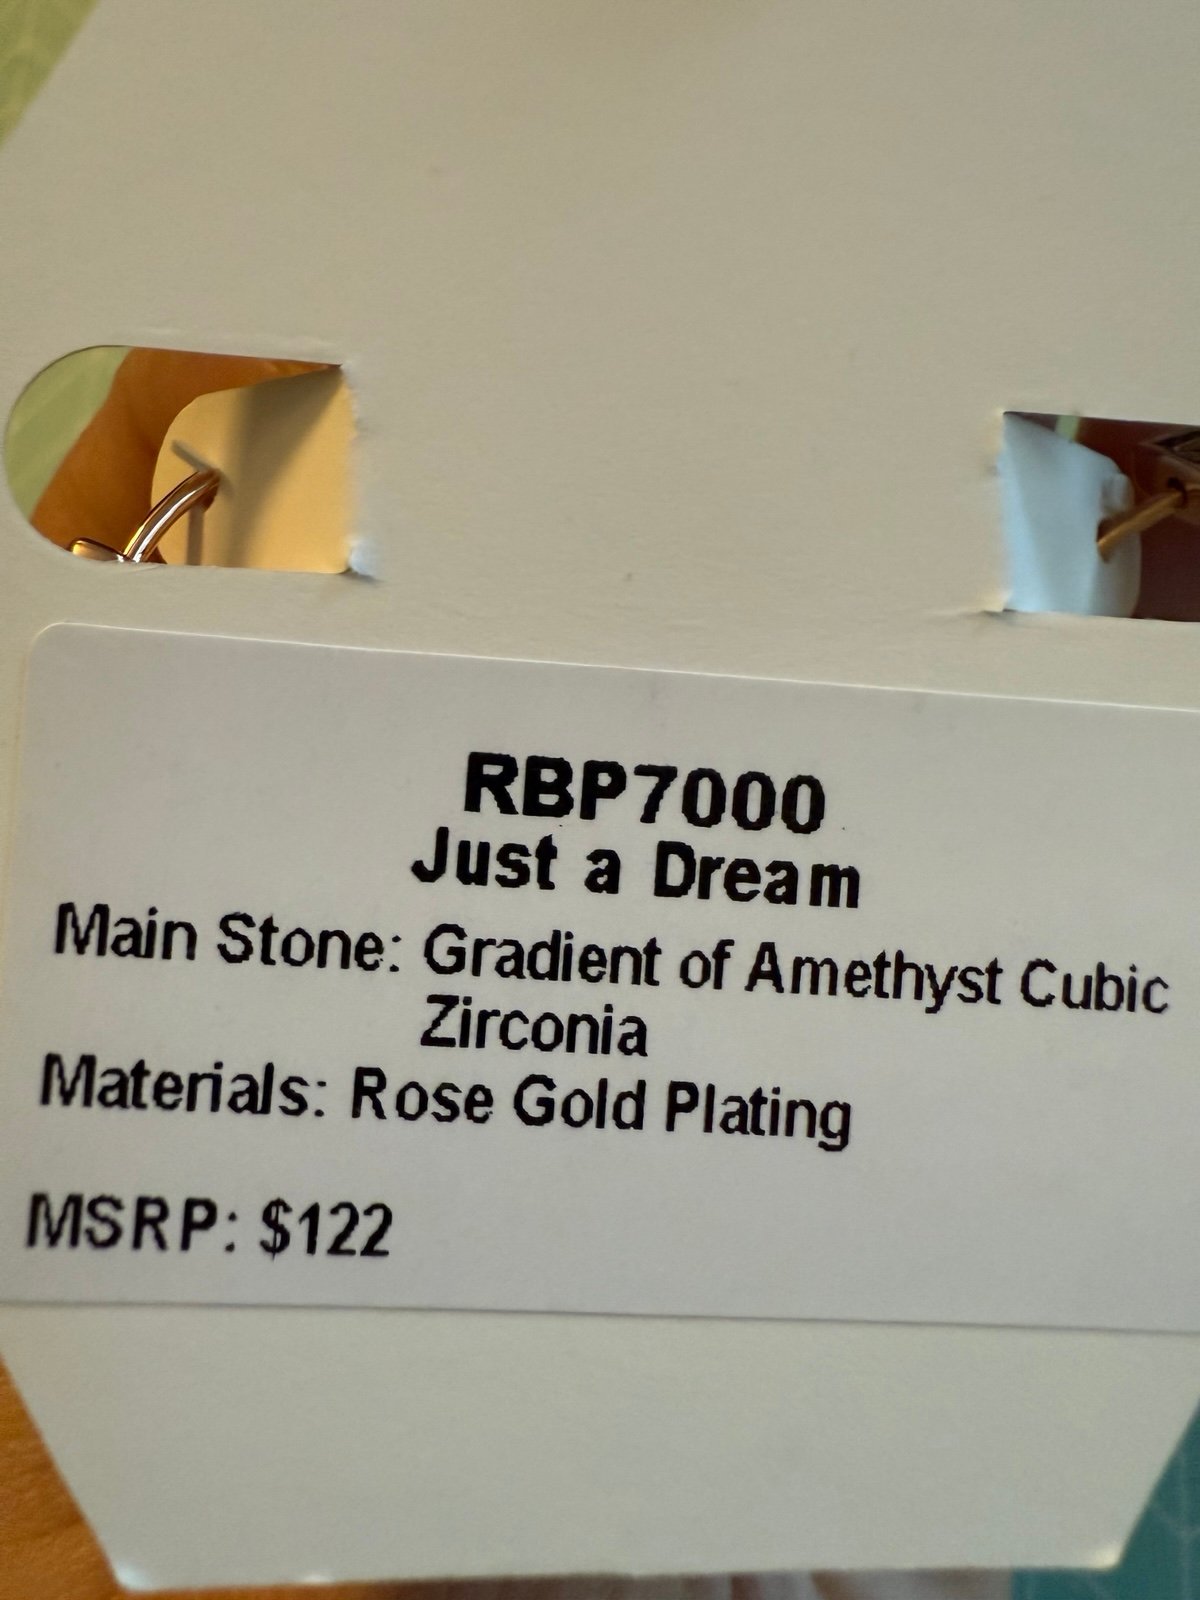 RBP7000
Just a Dream
Main Stone: Gradient of Amethyst Cubic
Zirconia
Materials: Rose Gold Plating
MSRP: $122